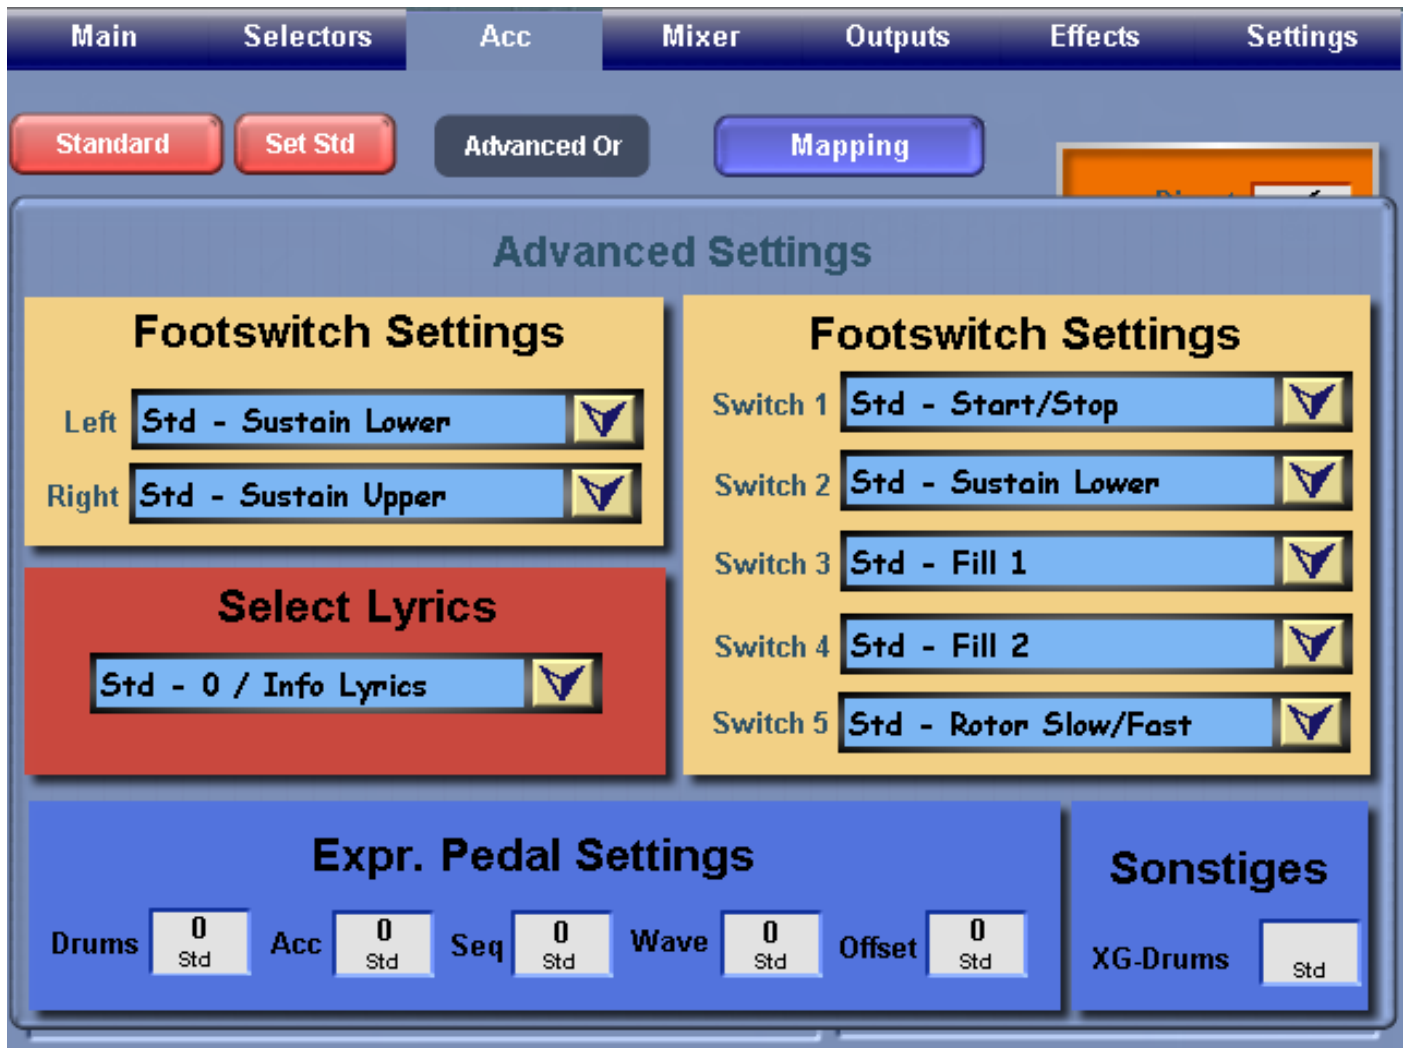 Main Selectors Acc Mixer Outputs Effects Settings
Standard Set Std Advanced Or Mapping
Advanced Settings
Footswitch Settings
Left Std - Sustain Lower
Right Std - Sustain Upper
Footswitch Settings
Switch 1 Std - Start/Stop
Switch 2 Std - Sustain Lower
Switch 3 Std - Fill 1
Switch 4 Std - Fill 2
Switch 5 Std - Rotor Slow/Fast
Select Lyrics
Std - 0 / Info Lyrics
Expr. Pedal Settings
Drums 0 Std Acc 0 Std Seq 0 Std Wave 0 Std Offset 0 Std
Sonstiges
XG-Drums Std